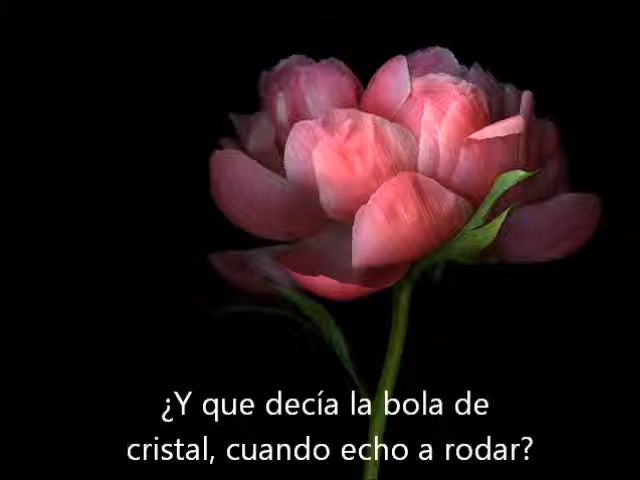 ¿Y que decía la bola de
cristal, cuando echo a rodar?